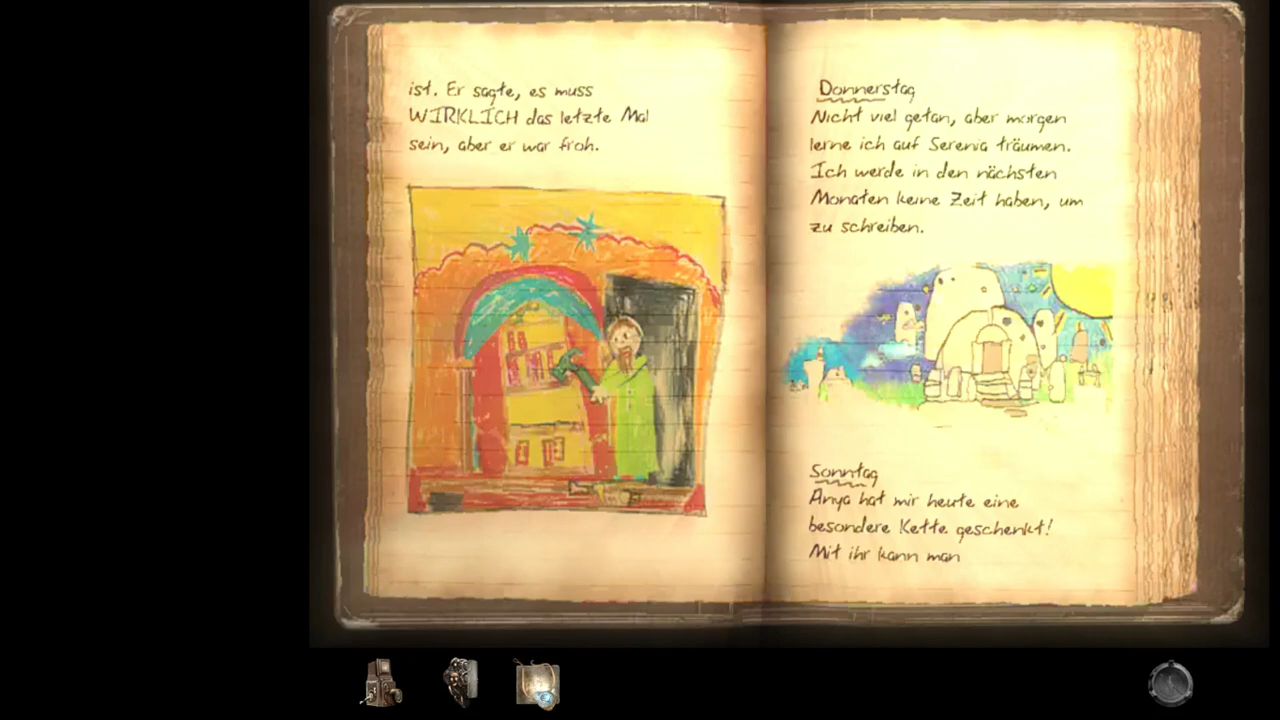 ist. Er sagte, es muss
WIRKLICH das letzte Mal
sein, aber er war froh.
Donnerstag
Nicht viel getan, aber morgen
lerne ich auf Serenia träumen.
Ich werde in den nächsten
Monaten keine Zeit haben, um
zu schreiben.
Sonntag
Anya hat mir heute eine
besondere Kette geschenkt!
Mit ihr kann man